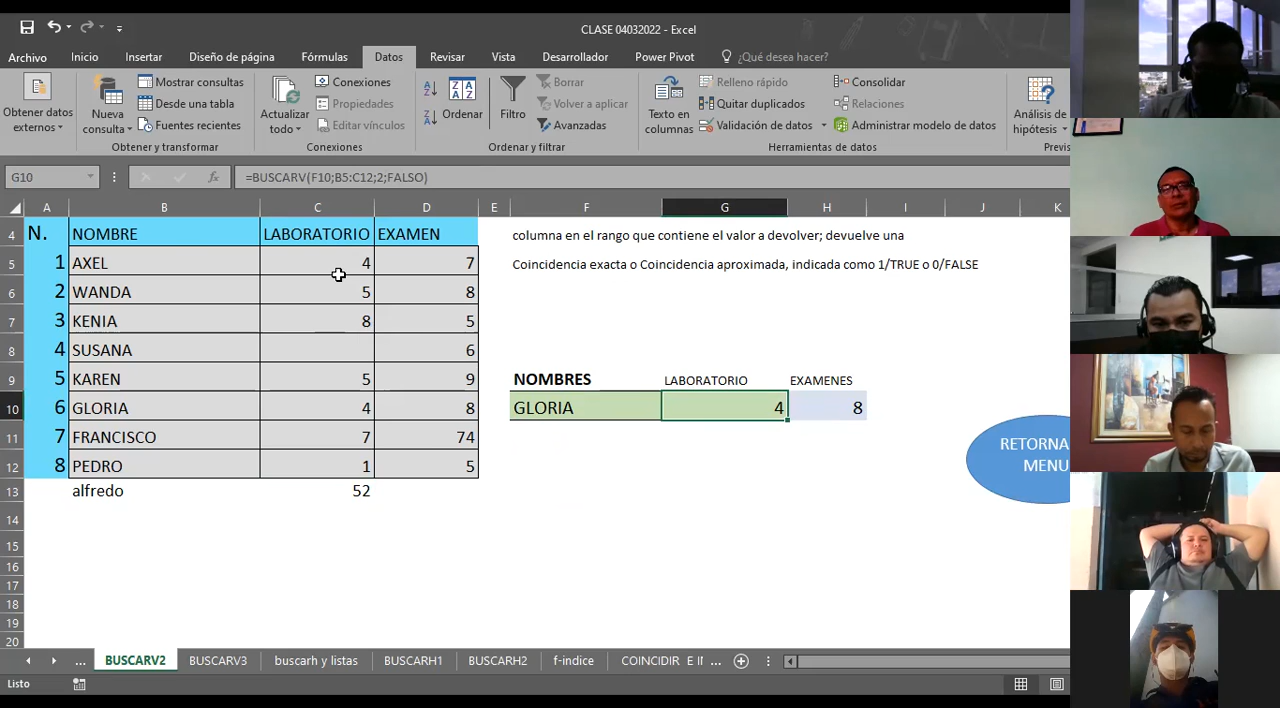 CLASE 04032022 - Excel
Archivo Inicio Insertar Diseño de página Fórmulas Datos Revisar Vista Desarrollador Power Pivot ¿Qué desea hacer?
Obtener datos externos
Nueva consulta
Mostrar consultas
Desde una tabla
Fuentes recientes
Obtener y transformar
Actualizar todo
Conexiones
Propiedades
Editar vínculos
Conexiones
Ordenar
Filtro
Borrar
Volver a aplicar
Avanzadas
Ordenar y filtrar
Texto en columnas
Relleno rápido
Quitar duplicados
Validación de datos
Consolidar
Relaciones
Administrar modelo de datos
Herramientas de datos
Análisis de hipótesis
Previs
G10 fx =BUSCARV(F10;B5:C12;2;FALSO)
A B C D E F G H I J K
4 N. NOMBRE LABORATORIO EXAMEN columna en el rango que contiene el valor a devolver; devuelve una
5 1 AXEL 4 7 Coincidencia exacta o Coincidencia aproximada, indicada como 1/TRUE o 0/FALSE
6 2 WANDA 5 8
7 3 KENIA 8 5
8 4 SUSANA 6
9 5 KAREN 5 9 NOMBRES LABORATORIO EXAMENES
10 6 GLORIA 4 8 GLORIA 4 8
11 7 FRANCISCO 7 74
12 8 PEDRO 1 5
13 alfredo 52
14
15
16
17
18
19
20
RETORNA
MENU
... BUSCARV2 BUSCARV3 buscarh y listas BUSCARH1 BUSCARH2 f-indice COINCIDIR E II ...
Listo